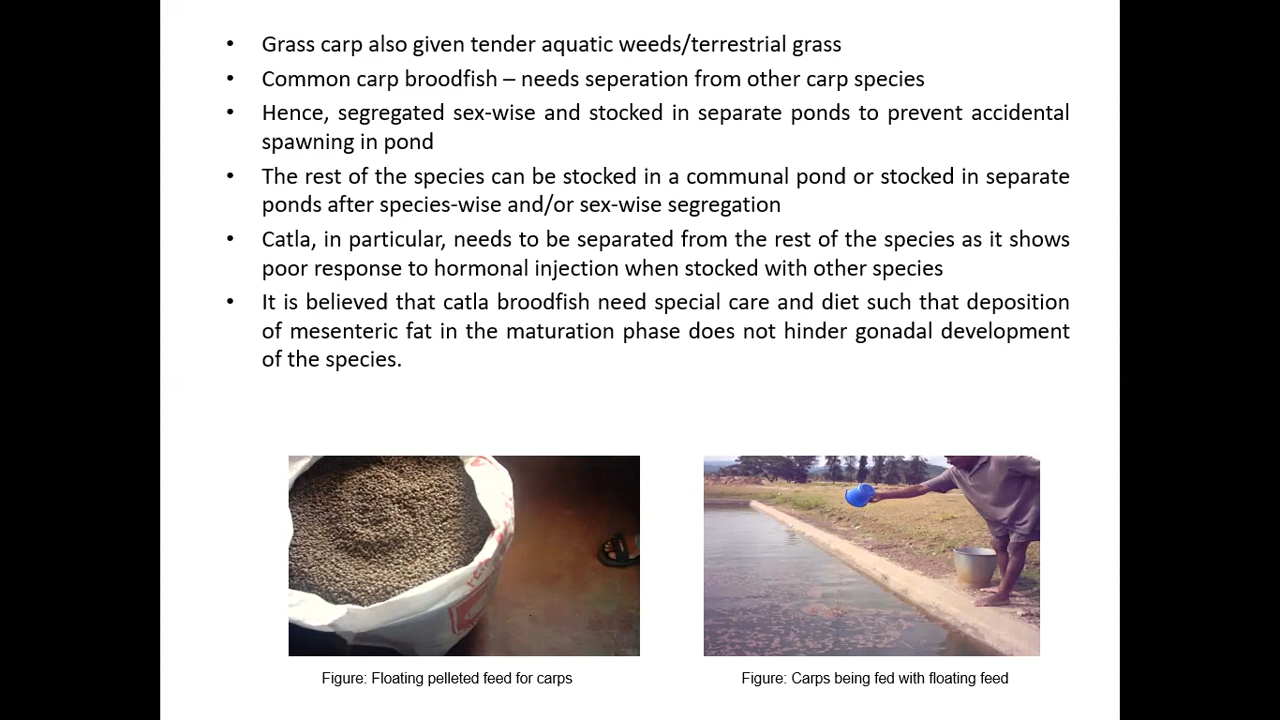 • Grass carp also given tender aquatic weeds/terrestrial grass
• Common carp broodfish – needs seperation from other carp species
• Hence, segregated sex-wise and stocked in separate ponds to prevent accidental
spawning in pond
• The rest of the species can be stocked in a communal pond or stocked in separate
ponds after species-wise and/or sex-wise segregation
• Catla, in particular, needs to be separated from the rest of the species as it shows
poor response to hormonal injection when stocked with other species
• It is believed that catla broodfish need special care and diet such that deposition
of mesenteric fat in the maturation phase does not hinder gonadal development
of the species.
Figure: Floating pelleted feed for carps
Figure: Carps being fed with floating feed